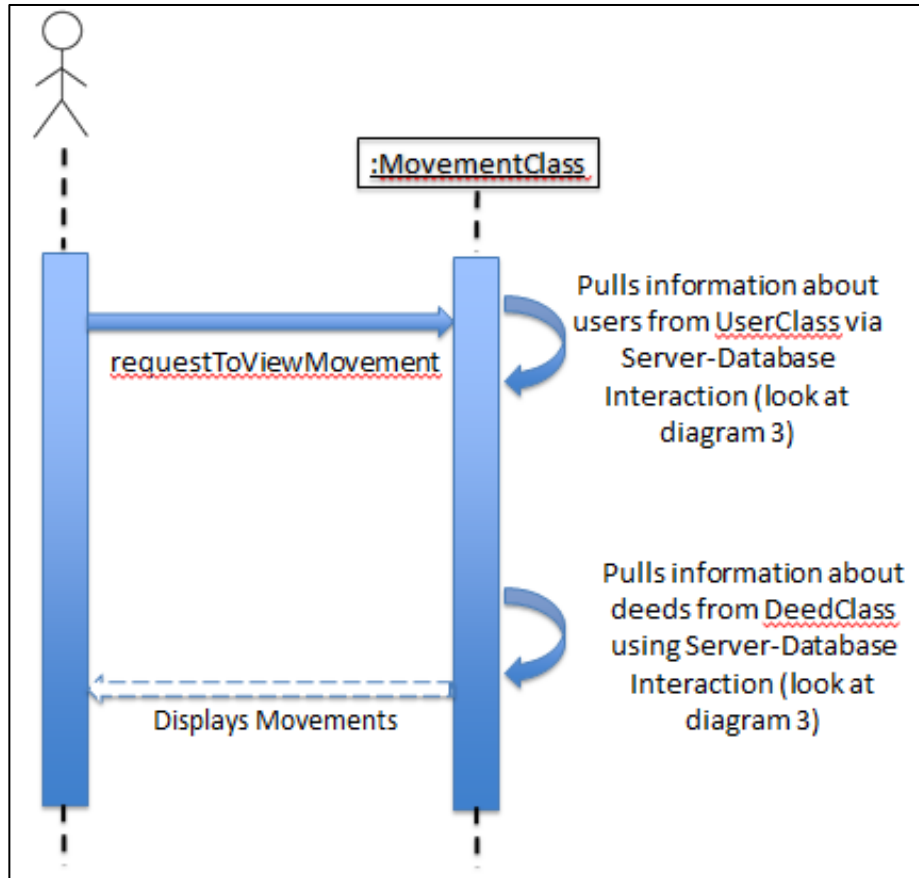 :MovementClass
requestToViewMovement
Pulls information about
users from UserClass via
Server-Database
Interaction (look at
diagram 3)
Pulls information about
deeds from DeedClass
using Server-Database
Interaction (look at
diagram 3)
Displays Movements